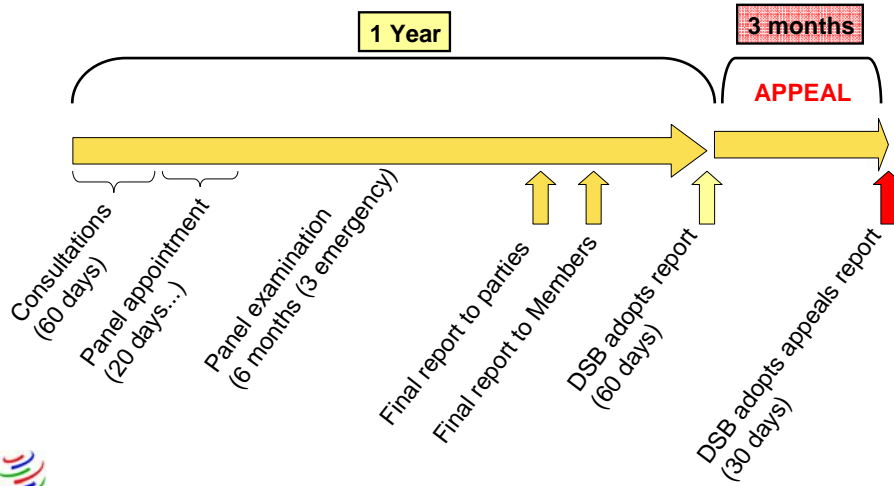 1 Year
3 months
APPEAL
Consultations
(60 days)
Panel appointment
(20 days...)
Panel examination
(6 months (3 emergency)
Final report to parties
Final report to Members
DSB adopts report
(60 days)
DSB adopts appeals report
(30 days)